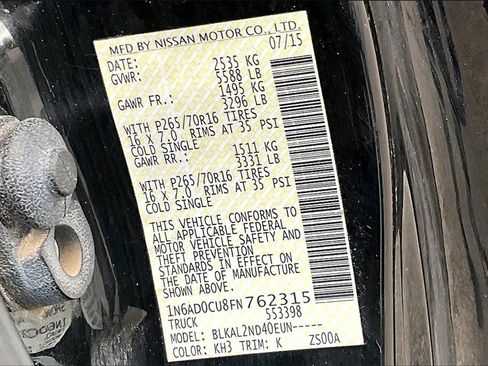 MFD BY NISSAN MOTOR CO., LTD.
DATE: 07/15
GVWR: 2535 KG
5588 LB
GAWR FR.: 1495 KG
3296 LB
WITH P265/70R16 TIRES
16 X 7.0 RIMS AT 35 PSI
COLD SINGLE
GAWR RR.: 1511 KG
3331 LB
WITH P265/70R16 TIRES
16 X 7.0 RIMS AT 35 PSI
COLD SINGLE
THIS VEHICLE CONFORMS TO
ALL APPLICABLE FEDERAL
MOTOR VEHICLE SAFETY AND
THEFT PREVENTION
STANDARDS IN EFFECT ON
THE DATE OF MANUFACTURE
SHOWN ABOVE.
1N6AD0CU8FN762315
TRUCK 553398
MODEL: BLKAL2ND40EUN-----
COLOR: KH3 TRIM: K ZS00A